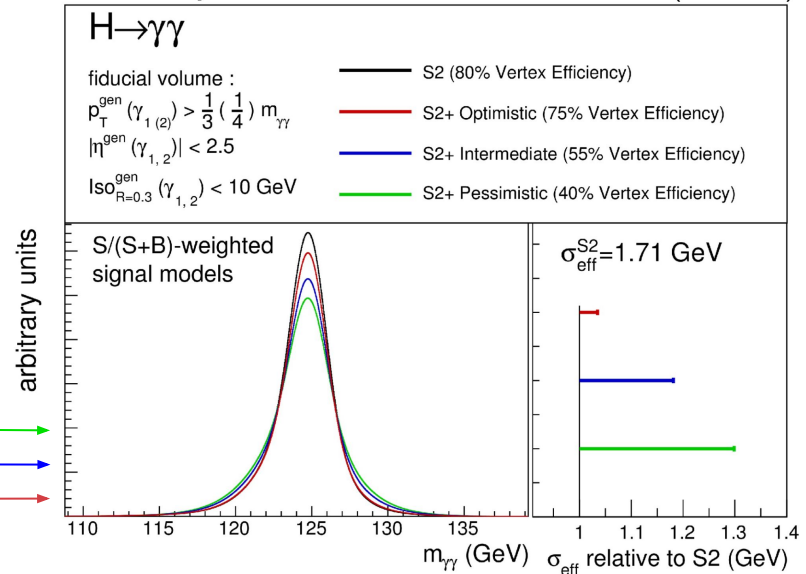 H→γγ
fiducial volume :
p_T^gen (γ_1 (2)) > 1/3 ( 1/4 ) m_γγ
|η^gen (γ_1, 2)| < 2.5
Iso_R=0.3^gen (γ_1, 2) < 10 GeV
S2 (80% Vertex Efficiency)
S2+ Optimistic (75% Vertex Efficiency)
S2+ Intermediate (55% Vertex Efficiency)
S2+ Pessimistic (40% Vertex Efficiency)
arbitrary units
S/(S+B)-weighted
signal models
110 115 120 125 130 135
m_γγ (GeV)
σ_eff^S2=1.71 GeV
1 1.1 1.2 1.3 1.4
σ_eff relative to S2 (GeV)